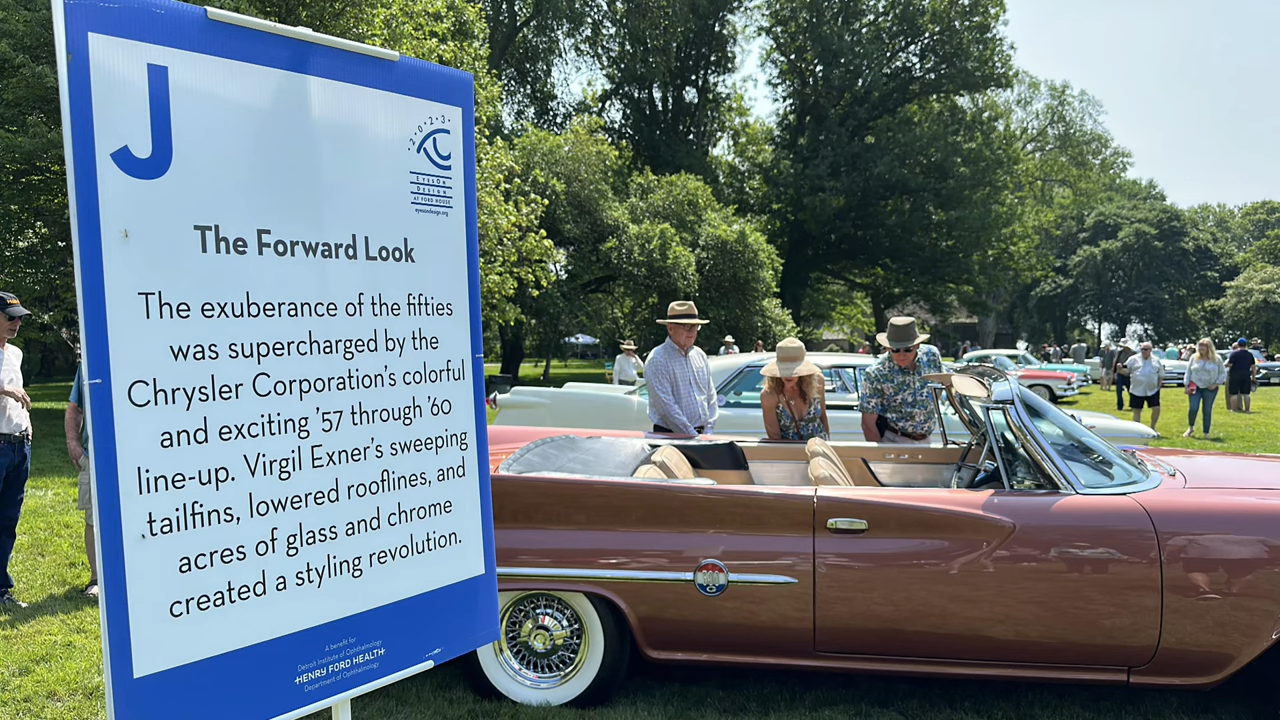 J
·2·0·2·3·
EYESON
DESIGN
AT FORD HOUSE
eyesondesign.org
The Forward Look
The exuberance of the fifties
was supercharged by the
Chrysler Corporation's colorful
and exciting '57 through '60
line-up. Virgil Exner's sweeping
tailfins, lowered rooflines, and
acres of glass and chrome
created a styling revolution.
A benefit for
Detroit Institute of Ophthalmology
HENRY FORD HEALTH
Department of Ophthalmology
300